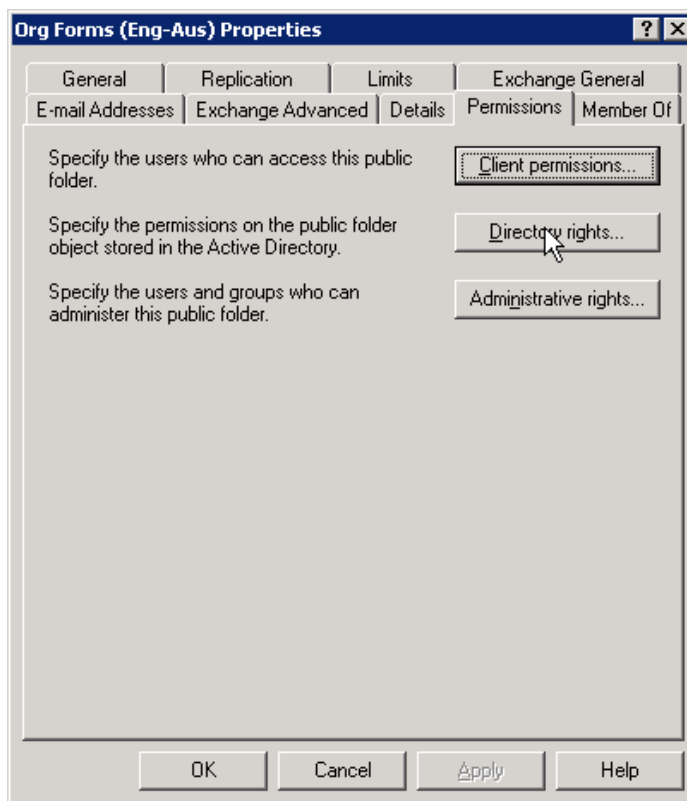 Org Forms (Eng-Aus) Properties
General Replication Limits Exchange General
E-mail Addresses Exchange Advanced Details Permissions Member Of
Specify the users who can access this public
folder.
Client permissions...
Specify the permissions on the public folder
object stored in the Active Directory.
Directory rights...
Specify the users and groups who can
administer this public folder.
Administrative rights...
OK Cancel Apply Help